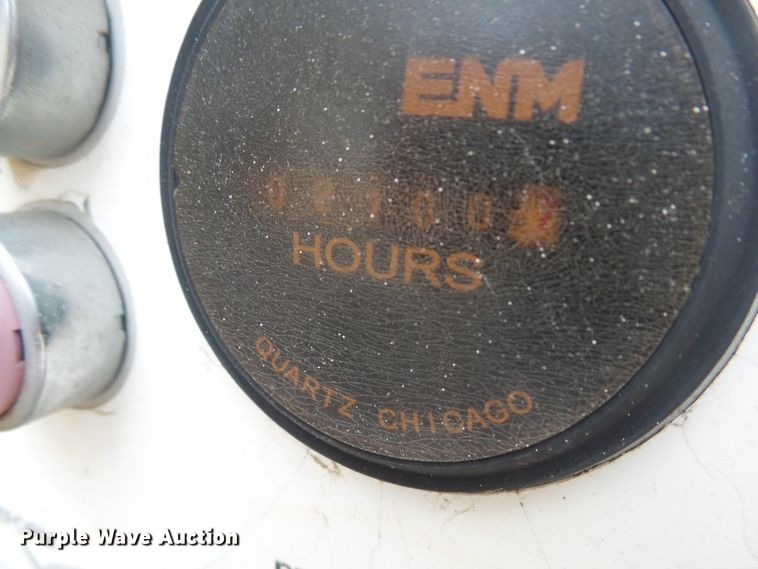 ENM
HOURS
QUARTZ CHICAGO
Purple Wave Auction